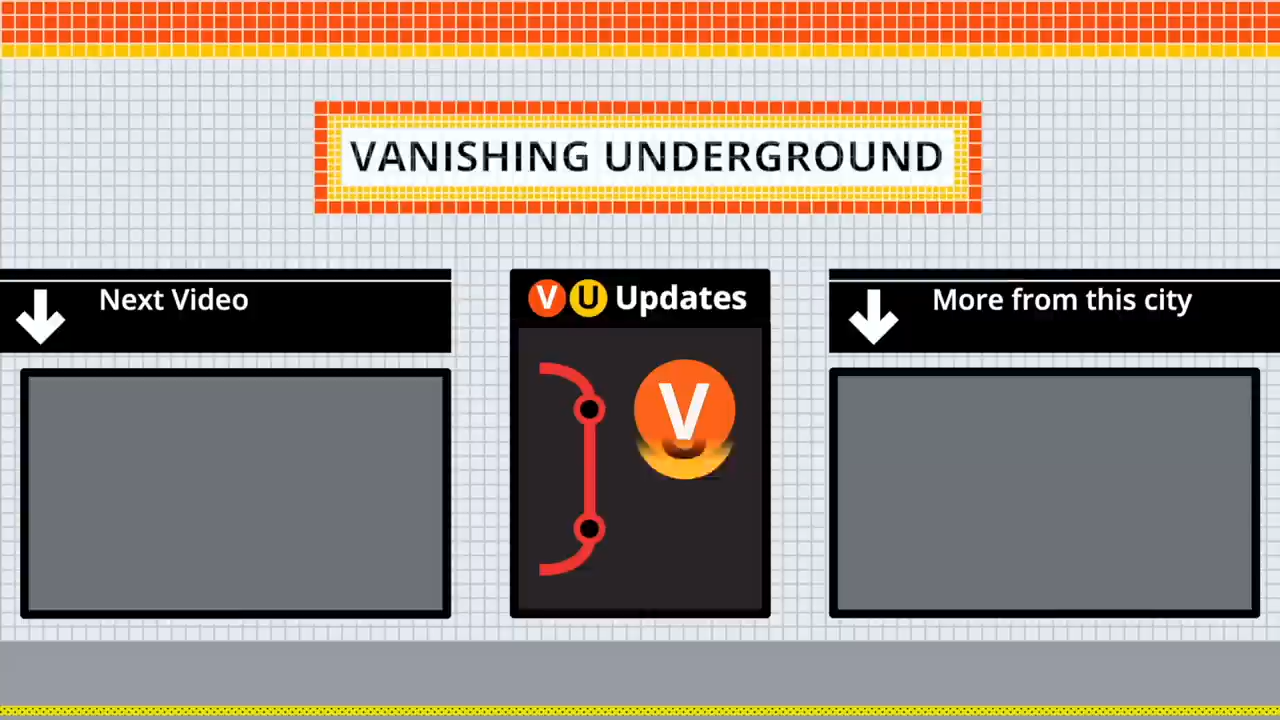 VANISHING UNDERGROUND
Next Video
V U Updates
More from this city
V